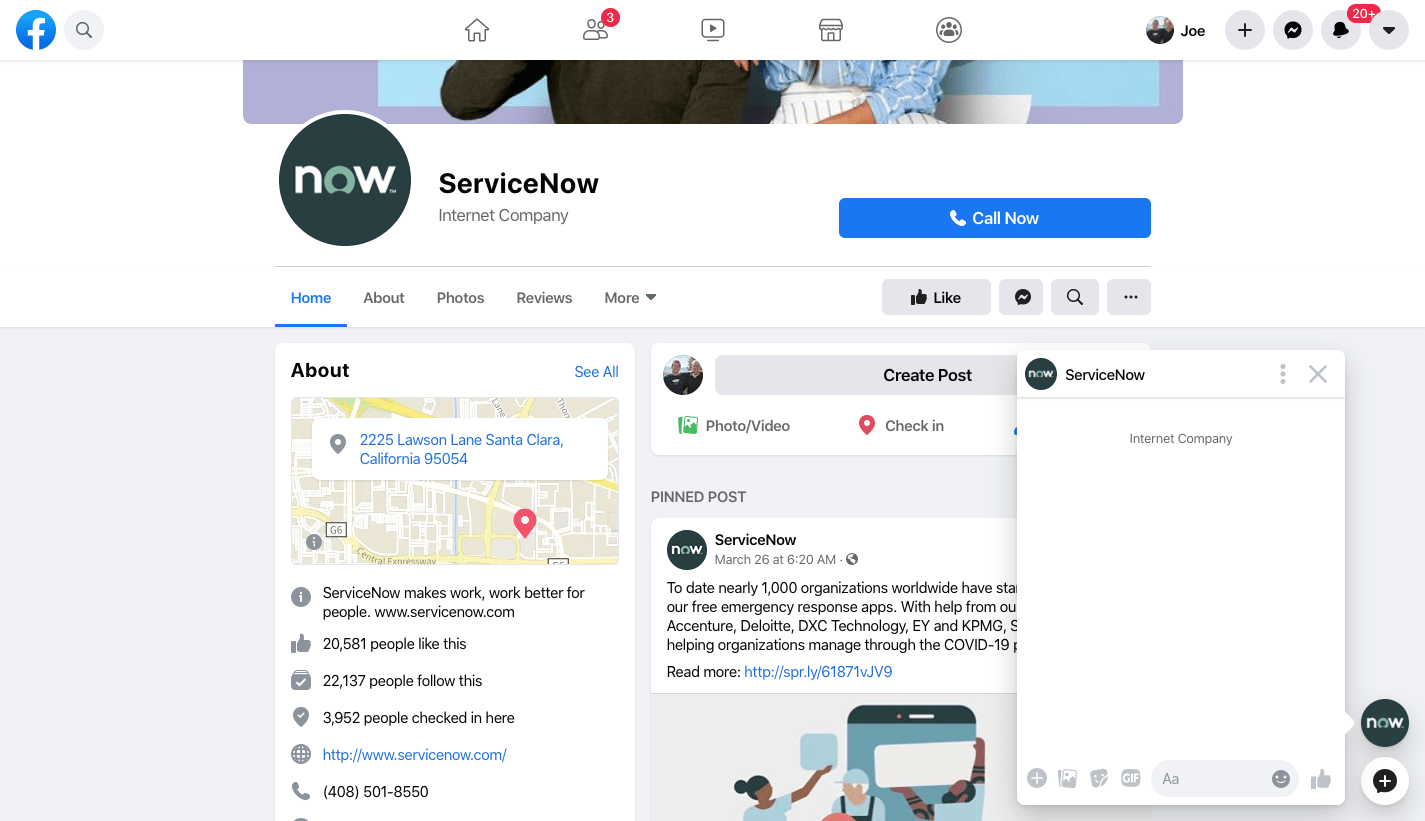 3
Joe
20+
now
ServiceNow
Internet Company
Call Now
Home
About
Photos
Reviews
More
Like
About
See All
2225 Lawson Lane Santa Clara,
California 95054
G6
Central Expressway
ServiceNow makes work, work better for
people. www.servicenow.com
20,581 people like this
22,137 people follow this
3,952 people checked in here
http://www.servicenow.com/
(408) 501-8550
Create Post
Photo/Video
Check in
PINNED POST
now
ServiceNow
March 26 at 6:20 AM ·
To date nearly 1,000 organizations worldwide have star
our free emergency response apps. With help from ou
Accenture, Deloitte, DXC Technology, EY and KPMG, S
helping organizations manage through the COVID-19 p
Read more: http://spr.ly/61871vJV9
now
ServiceNow
Internet Company
GIF
Aa
now